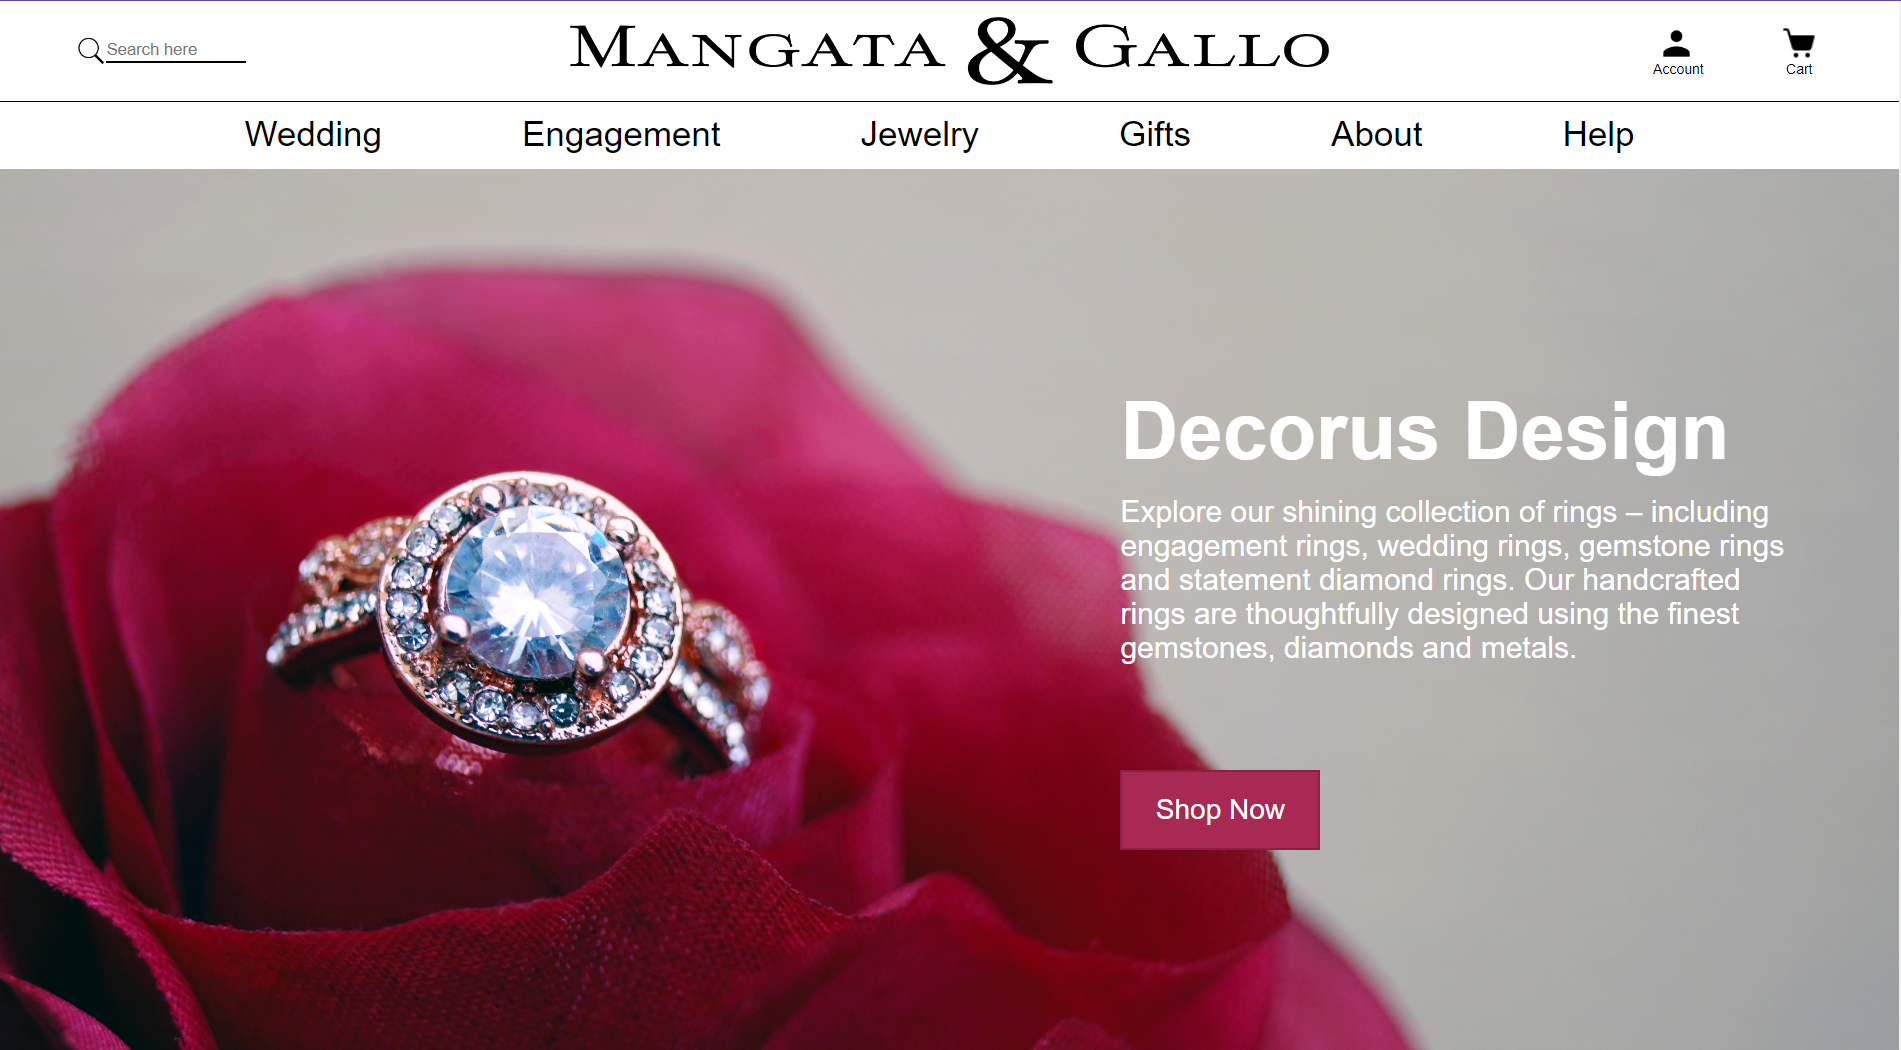 Search here
MANGATA & GALLO
Account
Cart
Wedding
Engagement
Jewelry
Gifts
About
Help
Decorus Design
Explore our shining collection of rings – including
engagement rings, wedding rings, gemstone rings
and statement diamond rings. Our handcrafted
rings are thoughtfully designed using the finest
gemstones, diamonds and metals.
Shop Now